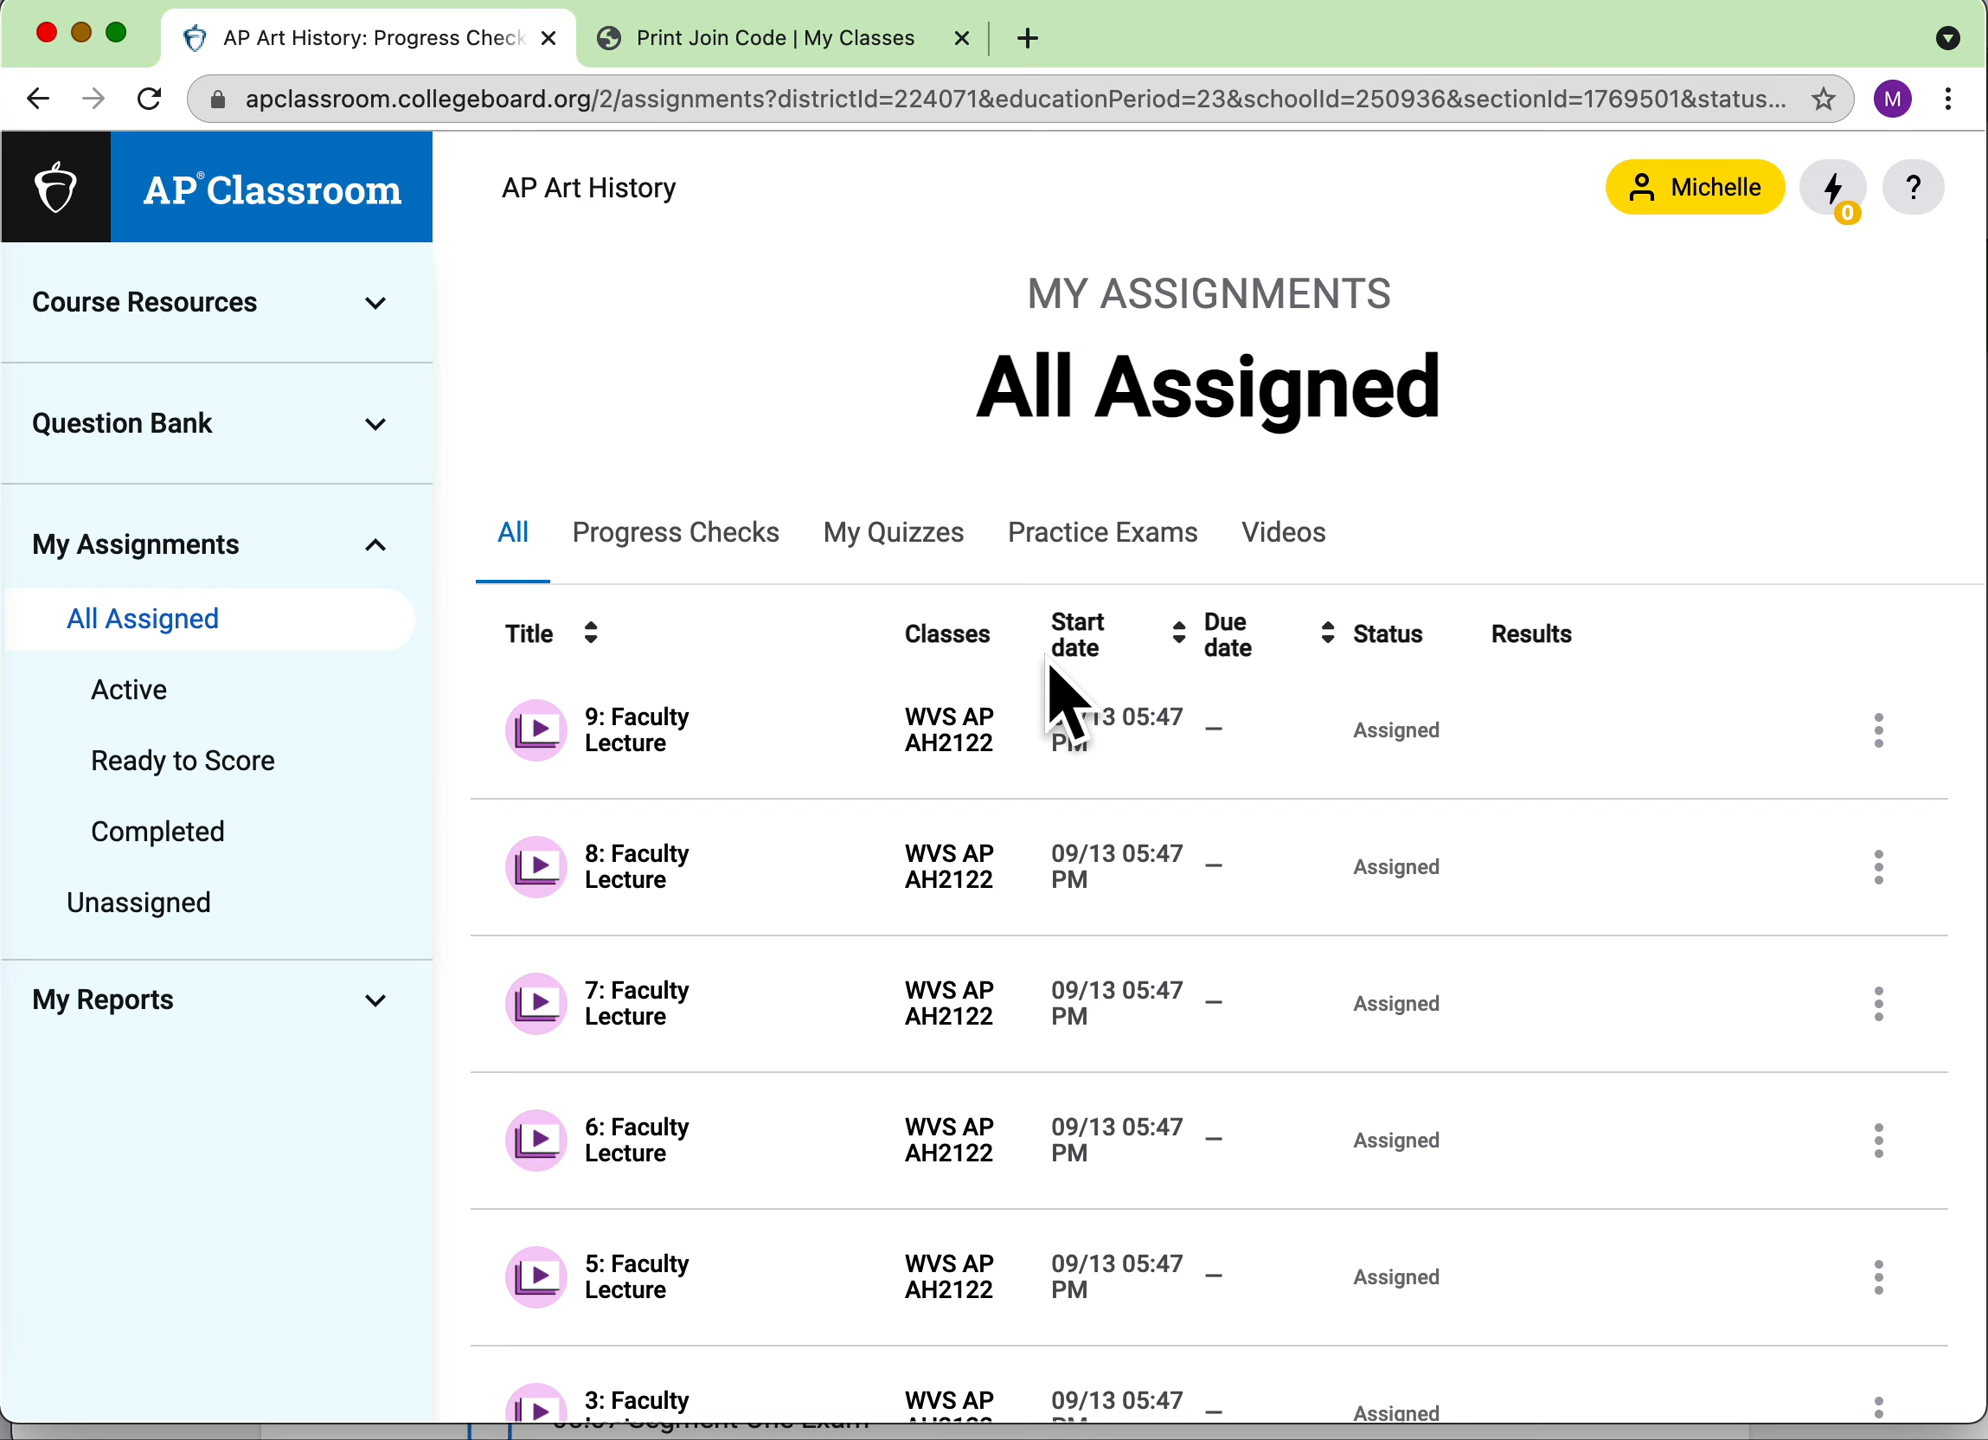 AP Art History: Progress Check
Print Join Code | My Classes
apclassroom.collegeboard.org/2/assignments?districtId=224071&educationPeriod=23&schoolId=250936&sectionId=1769501&status...
M
AP® Classroom
AP Art History
Michelle
0
?
Course Resources
Question Bank
My Assignments
All Assigned
Active
Ready to Score
Completed
Unassigned
My Reports
MY ASSIGNMENTS
All Assigned
All Progress Checks My Quizzes Practice Exams Videos
Title Classes Start date Due date Status Results
9: Faculty Lecture WVS AP AH2122 13 05:47 PM — Assigned
8: Faculty Lecture WVS AP AH2122 09/13 05:47 PM — Assigned
7: Faculty Lecture WVS AP AH2122 09/13 05:47 PM — Assigned
6: Faculty Lecture WVS AP AH2122 09/13 05:47 PM — Assigned
5: Faculty Lecture WVS AP AH2122 09/13 05:47 PM — Assigned
3: Faculty WVS AP 09/13 05:47 — Assigned
Segment One Exam